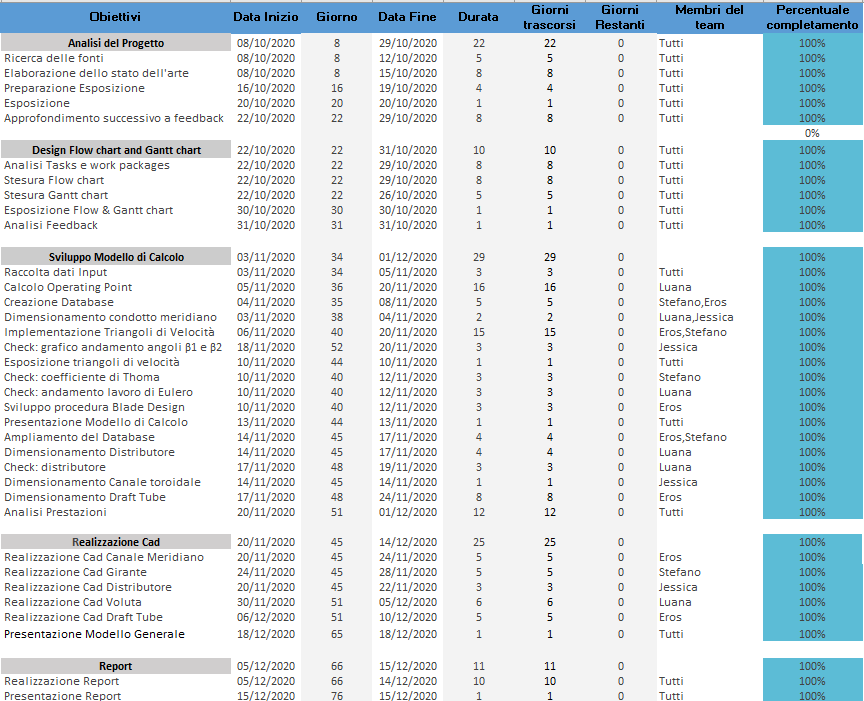 Obiettivi Data Inizio Giorno Data Fine Durata Giorni trascorsi Giorni Restanti Membri del team Percentuale completamento
Analisi del Progetto 08/10/2020 8 29/10/2020 22 22 0 Tutti 100%
Ricerca delle fonti 08/10/2020 8 12/10/2020 5 5 0 Tutti 100%
Elaborazione dello stato dell'arte 08/10/2020 8 15/10/2020 8 8 0 Tutti 100%
Preparazione Esposizione 16/10/2020 16 19/10/2020 4 4 0 Tutti 100%
Esposizione 20/10/2020 20 20/10/2020 1 1 0 Tutti 100%
Approfondimento successivo a feedback 22/10/2020 22 29/10/2020 8 8 0 Tutti 100%
0%
Design Flow chart and Gantt chart 22/10/2020 22 31/10/2020 10 10 0 Tutti 100%
Analisi Tasks e work packages 22/10/2020 22 29/10/2020 8 8 0 Tutti 100%
Stesura Flow chart 22/10/2020 22 29/10/2020 8 8 0 Tutti 100%
Stesura Gantt chart 22/10/2020 22 26/10/2020 5 5 0 Tutti 100%
Esposizione Flow & Gantt chart 30/10/2020 30 30/10/2020 1 1 0 Tutti 100%
Analisi Feedback 31/10/2020 31 31/10/2020 1 1 0 Tutti 100%
Sviluppo Modello di Calcolo 03/11/2020 34 01/12/2020 29 29 0 100%
Raccolta dati Input 03/11/2020 34 05/11/2020 3 3 0 Tutti 100%
Calcolo Operating Point 05/11/2020 36 20/11/2020 16 16 0 Luana 100%
Creazione Database 04/11/2020 35 08/11/2020 5 5 0 Stefano,Eros 100%
Dimensionamento condotto meridiano 03/11/2020 38 04/11/2020 2 2 0 Luana,Jessica 100%
Implementazione Triangoli di Velocità 06/11/2020 40 20/11/2020 15 15 0 Eros,Stefano 100%
Check: grafico andamento angoli β1 e β2 18/11/2020 52 20/11/2020 3 3 0 Jessica 100%
Esposizione triangoli di velocità 10/11/2020 44 10/11/2020 1 1 0 Tutti 100%
Check: coefficiente di Thoma 10/11/2020 40 12/11/2020 3 3 0 Stefano 100%
Check: andamento lavoro di Eulero 10/11/2020 40 12/11/2020 3 3 0 Luana 100%
Sviluppo procedura Blade Design 10/11/2020 40 12/11/2020 3 3 0 Eros 100%
Presentazione Modello di Calcolo 13/11/2020 44 13/11/2020 1 1 0 Tutti 100%
Ampliamento del Database 14/11/2020 45 17/11/2020 4 4 0 Eros,Stefano 100%
Dimensionamento Distributore 14/11/2020 45 17/11/2020 4 4 0 Luana 100%
Check: distributore 17/11/2020 48 19/11/2020 3 3 0 Luana 100%
Dimensionamento Canale toroidale 14/11/2020 45 14/11/2020 1 1 0 Jessica 100%
Dimensionamento Draft Tube 17/11/2020 48 24/11/2020 8 8 0 Eros 100%
Analisi Prestazioni 20/11/2020 51 01/12/2020 12 12 0 Tutti 100%
Realizzazione Cad 20/11/2020 45 14/12/2020 25 25 0 100%
Realizzazione Cad Canale Meridiano 20/11/2020 45 24/11/2020 5 5 0 Eros 100%
Realizzazione Cad Girante 24/11/2020 45 28/11/2020 5 5 0 Stefano 100%
Realizzazione Cad Distributore 20/11/2020 45 22/11/2020 3 3 0 Jessica 100%
Realizzazione Cad Voluta 30/11/2020 51 05/12/2020 6 6 0 Luana 100%
Realizzazione Cad Draft Tube 06/12/2020 51 10/12/2020 5 5 0 Eros 100%
Presentazione Modello Generale 18/12/2020 65 18/12/2020 1 1 0 Tutti 100%
Report 05/12/2020 66 15/12/2020 11 11 0 100%
Realizzazione Report 05/12/2020 66 14/12/2020 10 10 0 Tutti 100%
Presentazione Report 15/12/2020 76 15/12/2020 1 1 0 Tutti 100%